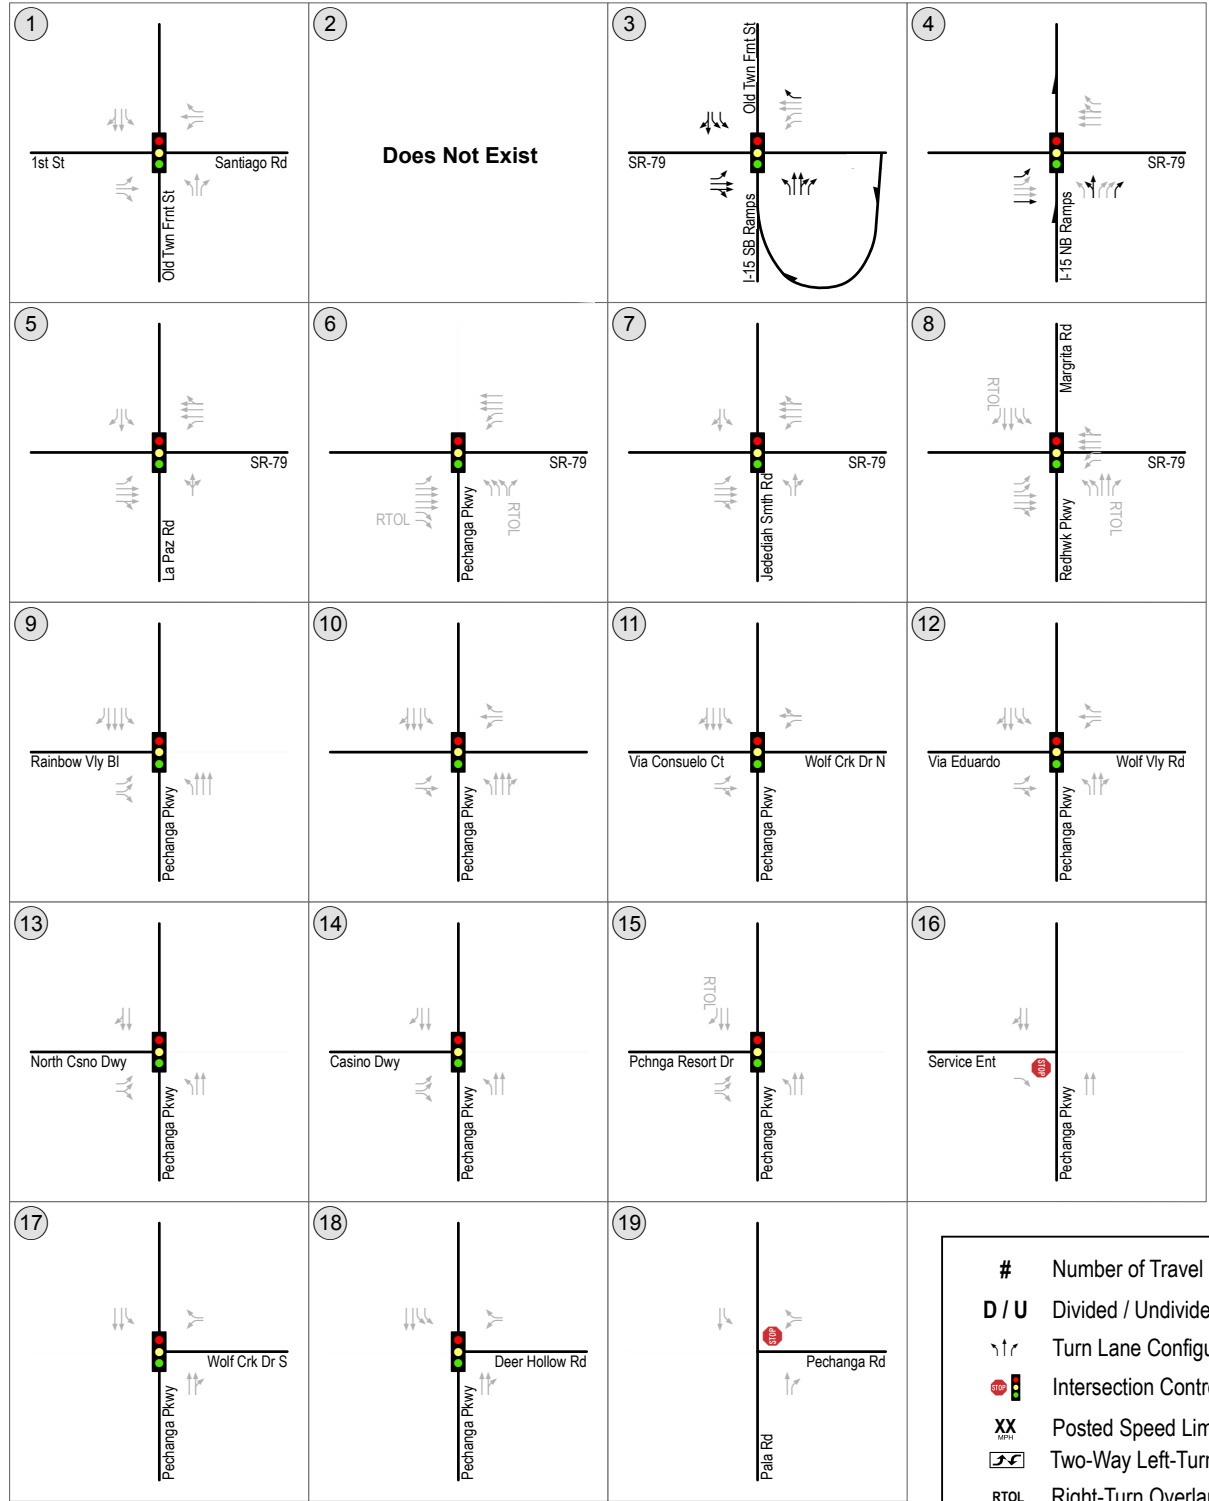 1
1st St
Santiago Rd
Old Twn Frnt St
2
Does Not Exist
3
Old Twn Frnt St
SR-79
I-15 SB Ramps
4
SR-79
I-15 NB Ramps
5
SR-79
La Paz Rd
6
SR-79
RTOL
RTOL
Pechanga Pkwy
7
SR-79
Jedediah Smth Rd
8
RTOL
Margrita Rd
SR-79
RTOL
Redhwk Pkwy
9
Rainbow Vly Bl
Pechanga Pkwy
10
Pechanga Pkwy
11
Via Consuelo Ct
Wolf Crk Dr N
Pechanga Pkwy
12
Via Eduardo
Wolf Vly Rd
Pechanga Pkwy
13
North Csno Dwy
Pechanga Pkwy
14
Casino Dwy
Pechanga Pkwy
15
RTOL
Pchnga Resort Dr
Pechanga Pkwy
16
Service Ent
STOP
Pechanga Pkwy
17
Wolf Crk Dr S
Pechanga Pkwy
18
Deer Hollow Rd
Pechanga Pkwy
19
STOP
Pechanga Rd
Pala Rd
# Number of Travel
D / U Divided / Undivide
Turn Lane Configu
STOP Intersection Contr
XX MPH Posted Speed Lim
Two-Way Left-Turn
RTOL Right-Turn Overla